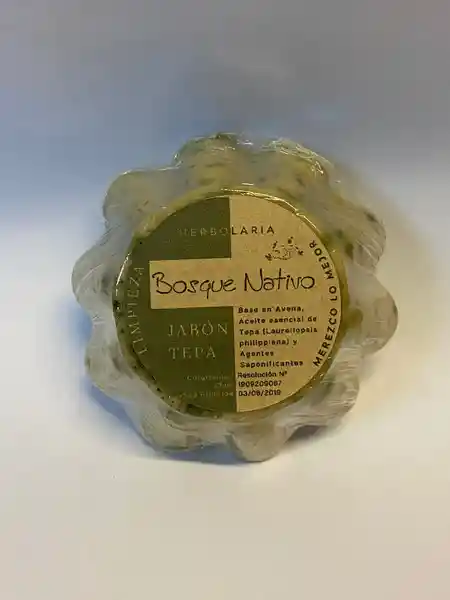 HERBOLARIA
LIMPIEZA
Bosque Nativo
MEREZCO LO MEJOR
JABÓN
TEPA
Base en Avena,
Aceite esencial de
Tepa (Laureliopsis
philippiana) y
Agentes
Saponificantes
Resolución Nº
1909209067
03/09/2019